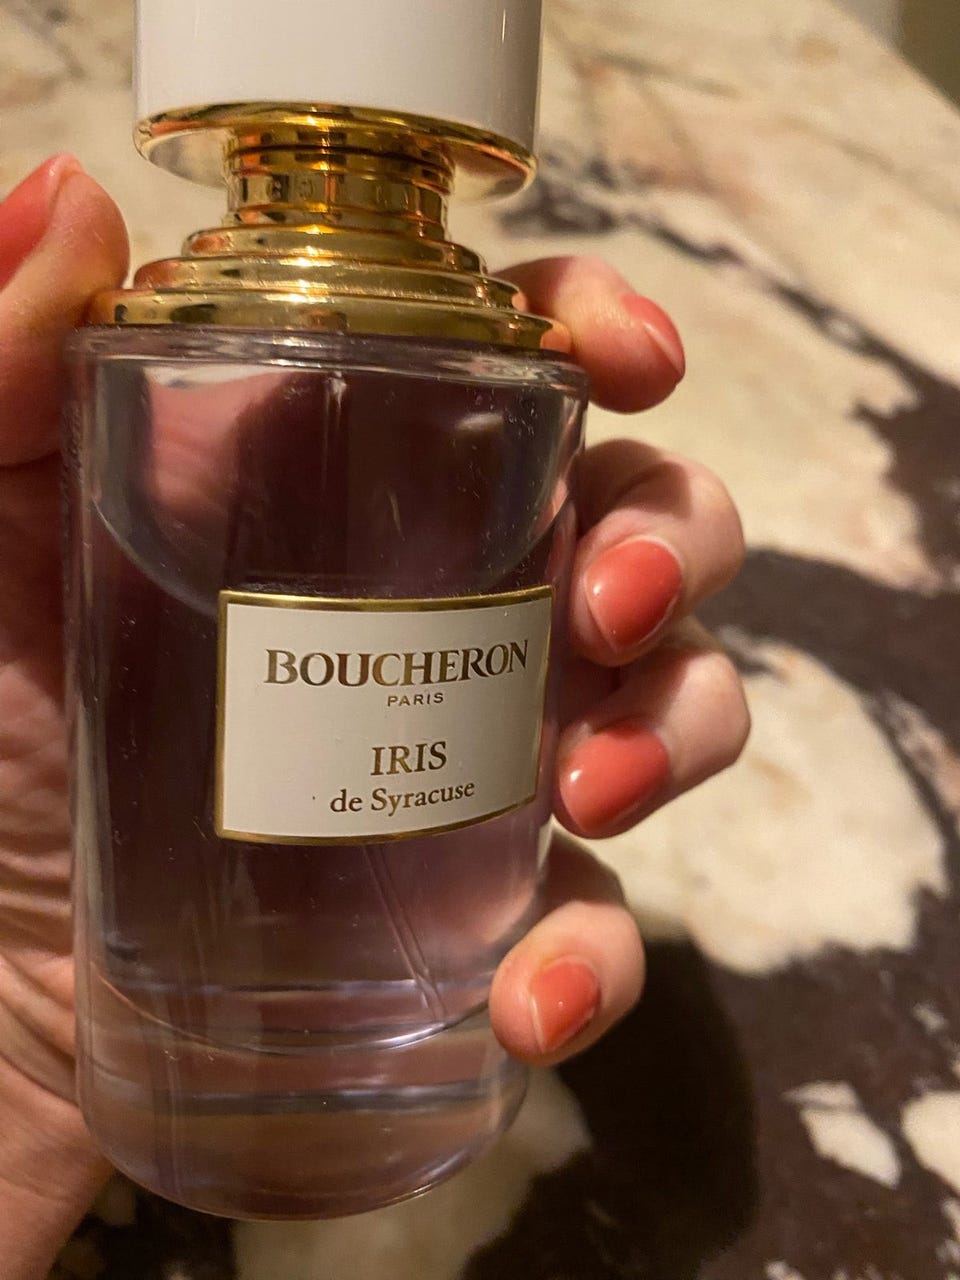 BOUCHERON
PARIS
IRIS
de Syracuse